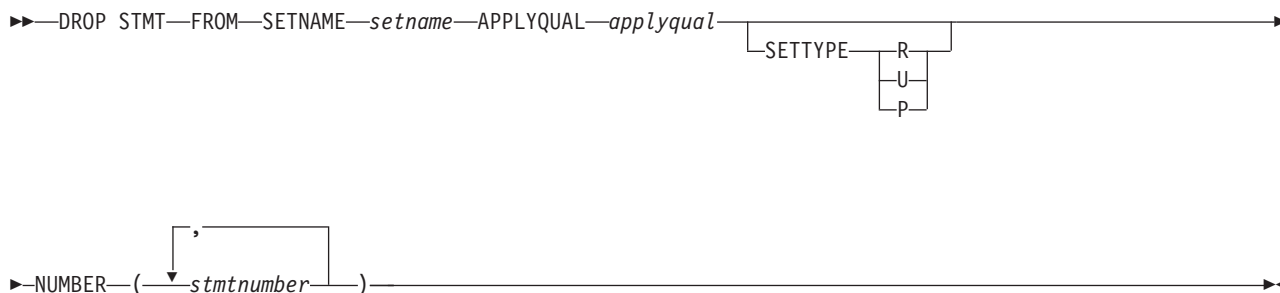 DROP STMT FROM SETNAME setname APPLYQUAL applyqual
SETTYPE R
U
P
,
NUMBER ( stmtnumber )